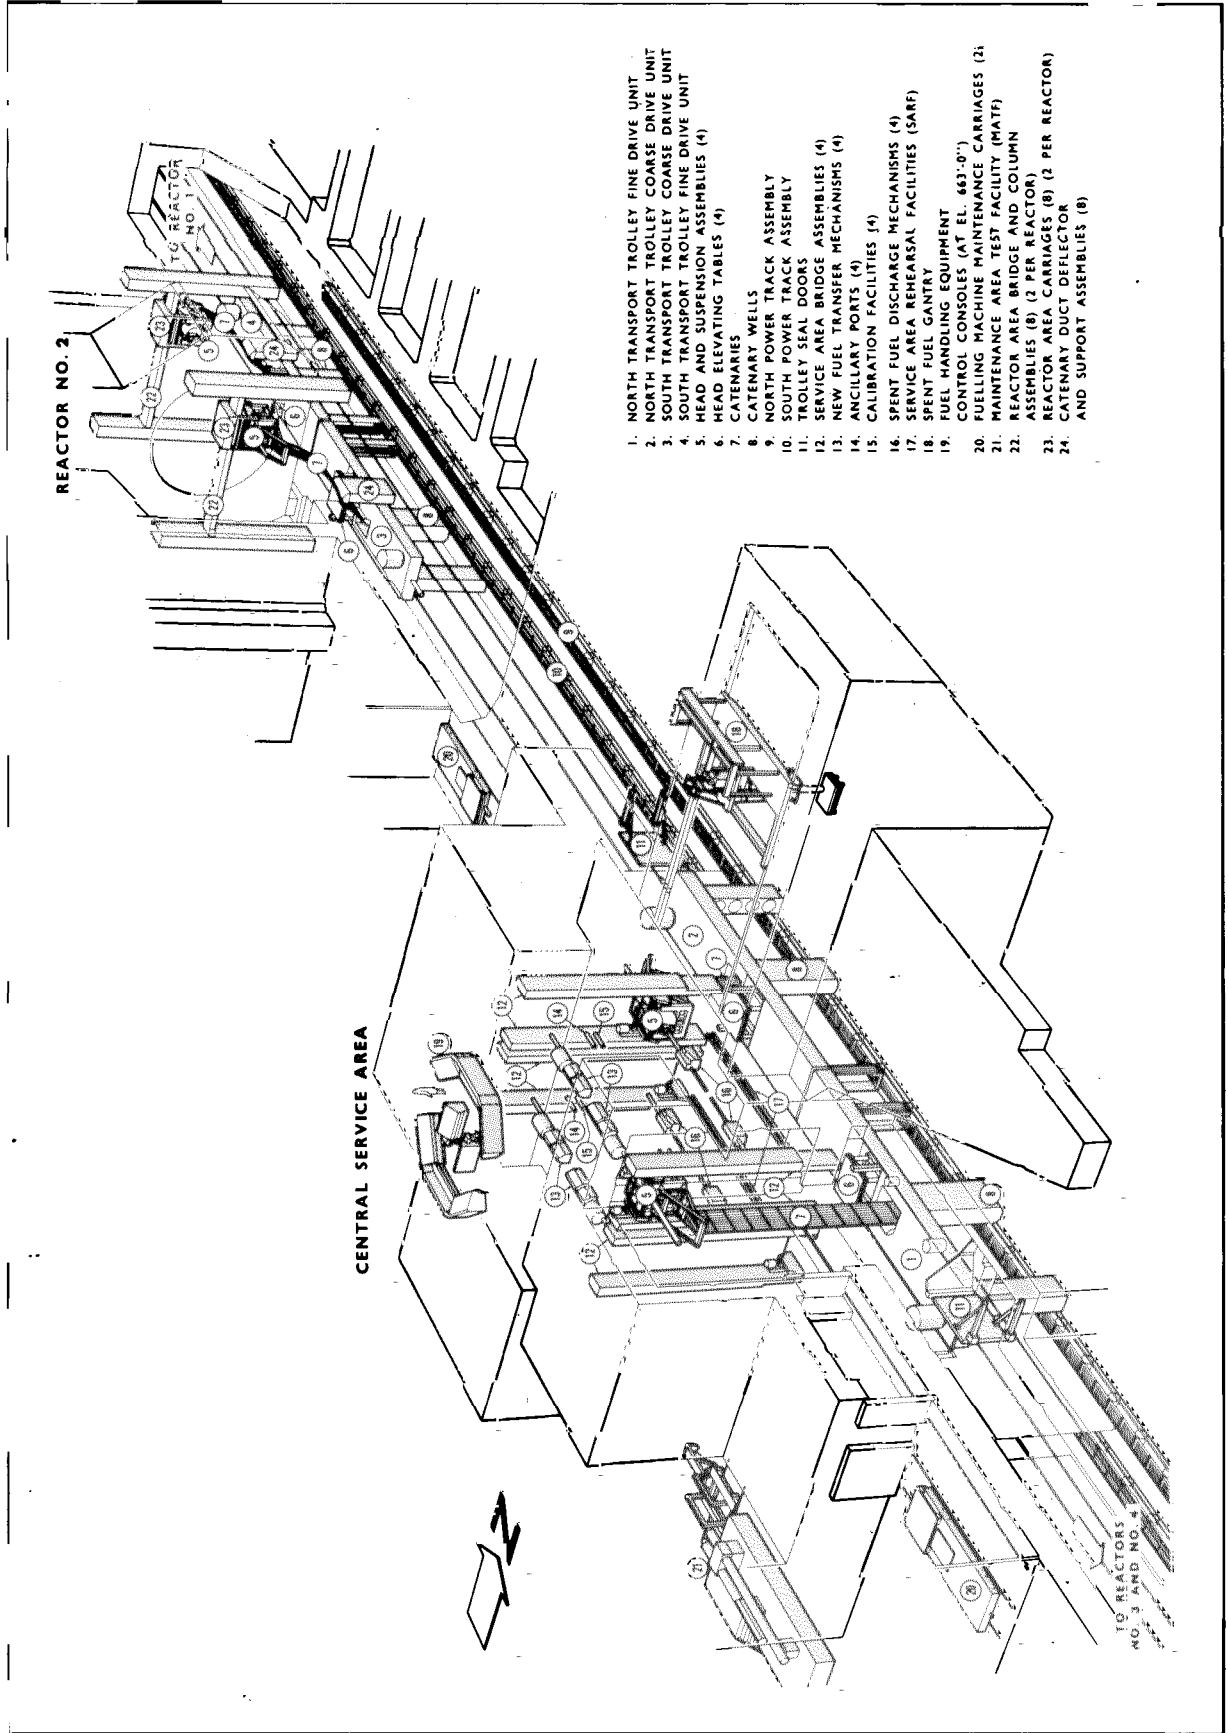 REACTOR NO. 2
TO REACTOR
NO. 1
CENTRAL SERVICE AREA
TO REACTORS
NO. 3 AND NO. 4
N
1. NORTH TRANSPORT TROLLEY FINE DRIVE UNIT
2. NORTH TRANSPORT TROLLEY COARSE DRIVE UNIT
3. SOUTH TRANSPORT TROLLEY COARSE DRIVE UNIT
4. SOUTH TRANSPORT TROLLEY FINE DRIVE UNIT
5. HEAD AND SUSPENSION ASSEMBLIES (4)
6. HEAD ELEVATING TABLES (4)
7. CATENARIES
8. CATENARY WELLS
9. NORTH POWER TRACK ASSEMBLY
10. SOUTH POWER TRACK ASSEMBLY
11. TROLLEY SEAL DOORS
12. SERVICE AREA BRIDGE ASSEMBLIES (4)
13. NEW FUEL TRANSFER MECHANISMS (4)
14. ANCILLARY PORTS (4)
15. CALIBRATION FACILITIES (4)
16. SPENT FUEL DISCHARGE MECHANISMS (4)
17. SERVICE AREA REHEARSAL FACILITIES (SARF)
18. SPENT FUEL GANTRY
19. FUEL HANDLING EQUIPMENT
CONTROL CONSOLES (AT EL. 663'-0")
20. FUELLING MACHINE MAINTENANCE CARRIAGES (2)
21. MAINTENANCE AREA TEST FACILITY (MATF)
22. REACTOR AREA BRIDGE AND COLUMN
ASSEMBLIES (8) (2 PER REACTOR)
23. REACTOR AREA CARRIAGES (8) (2 PER REACTOR)
24. CATENARY DUCT DEFLECTOR
AND SUPPORT ASSEMBLIES (8)